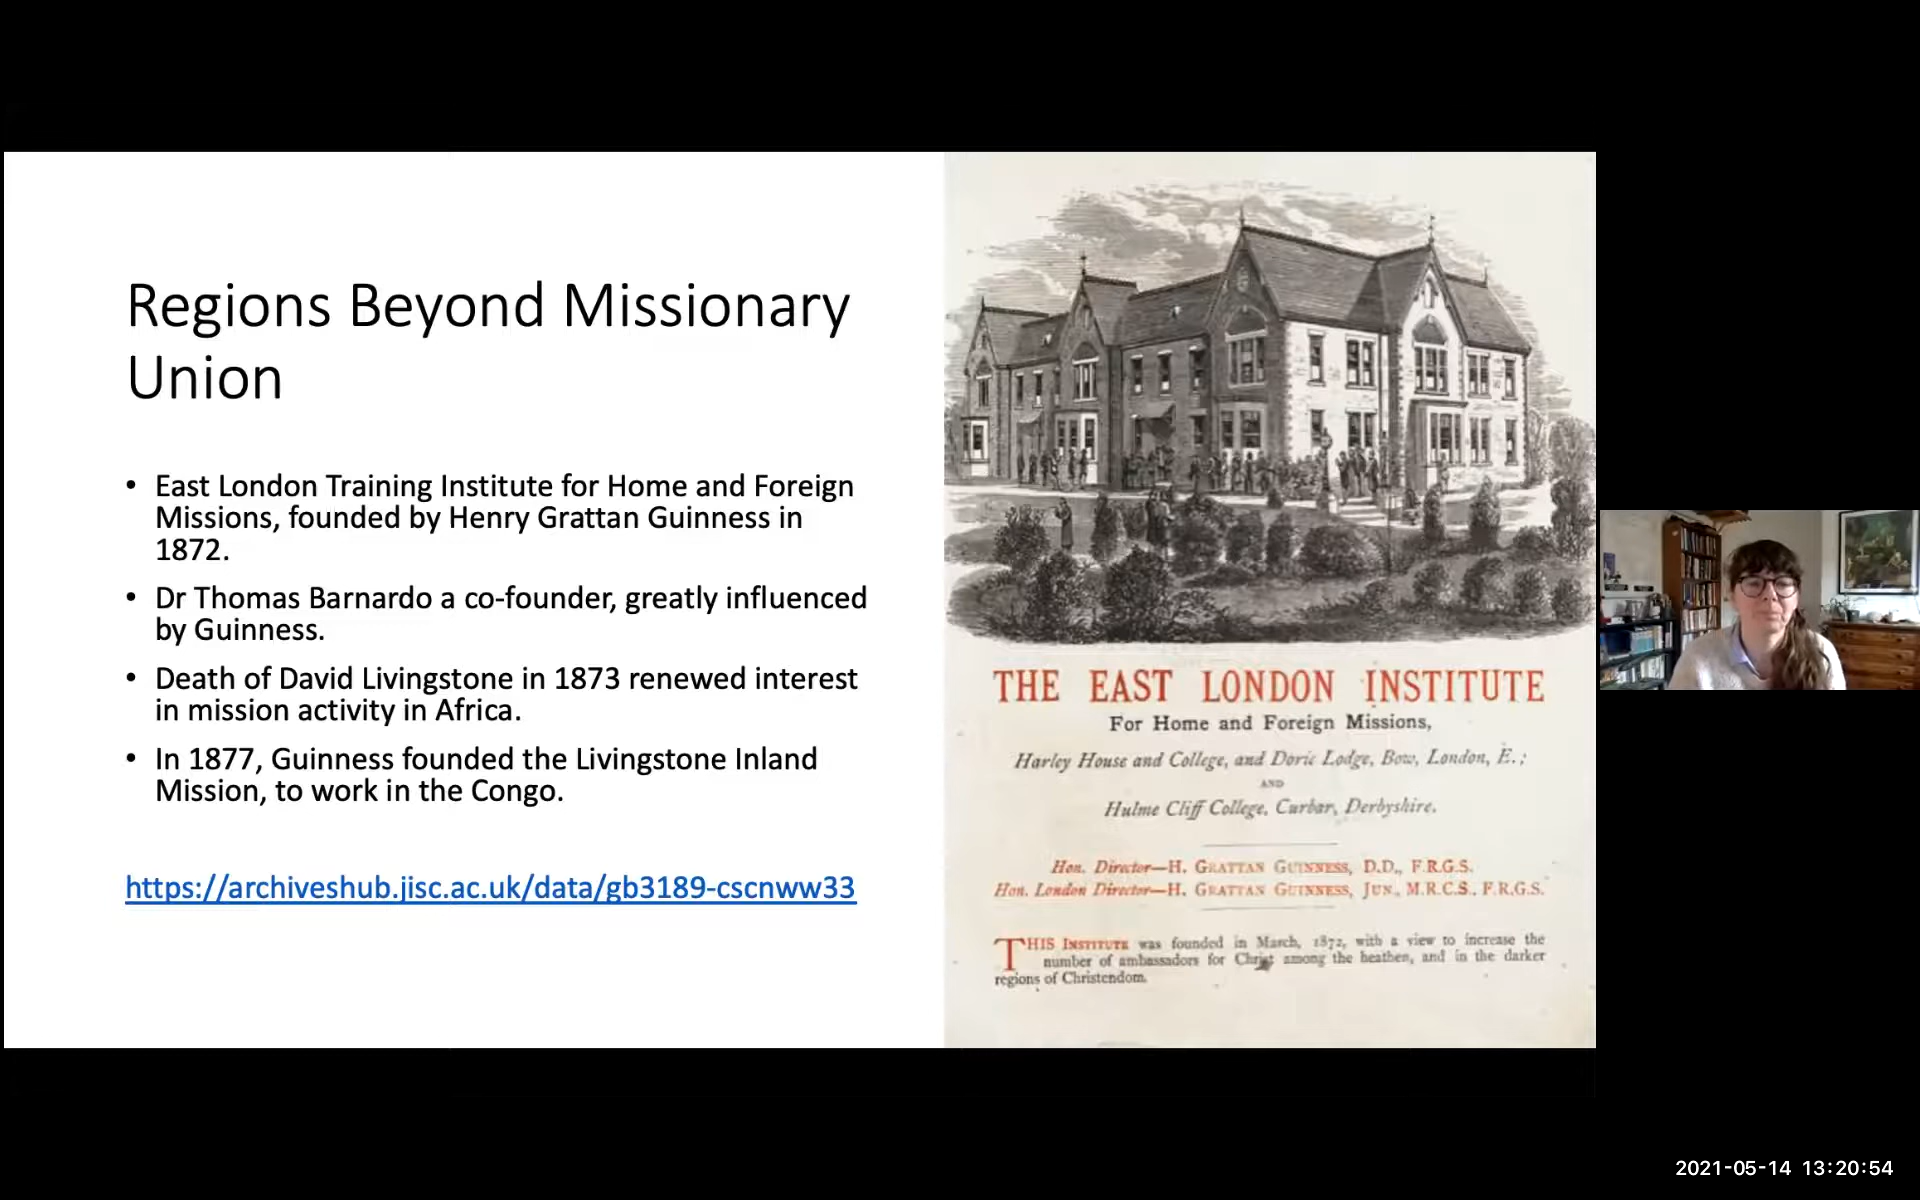 Regions Beyond Missionary
Union
• East London Training Institute for Home and Foreign
Missions, founded by Henry Grattan Guinness in
1872.
• Dr Thomas Barnardo a co-founder, greatly influenced
by Guinness.
• Death of David Livingstone in 1873 renewed interest
in mission activity in Africa.
• In 1877, Guinness founded the Livingstone Inland
Mission, to work in the Congo.
https://archiveshub.jisc.ac.uk/data/gb3189-cscnww33
THE EAST LONDON INSTITUTE
For Home and Foreign Missions,
Harley House and College, and Doric Lodge, Bow, London, E.;
AND
Hulme Cliff College, Curbar, Derbyshire.
Hon. Director—H. GRATTAN GUINNESS, D.D., F.R.G.S.
Hon. London Director—H. GRATTAN GUINNESS, JUN., M.R.C.S., F.R.G.S.
THIS INSTITUTE was founded in March, 1872, with a view to increase the
number of ambassadors for Christ among the heathen, and in the darker
regions of Christendom.
2021-05-14 13:20:54